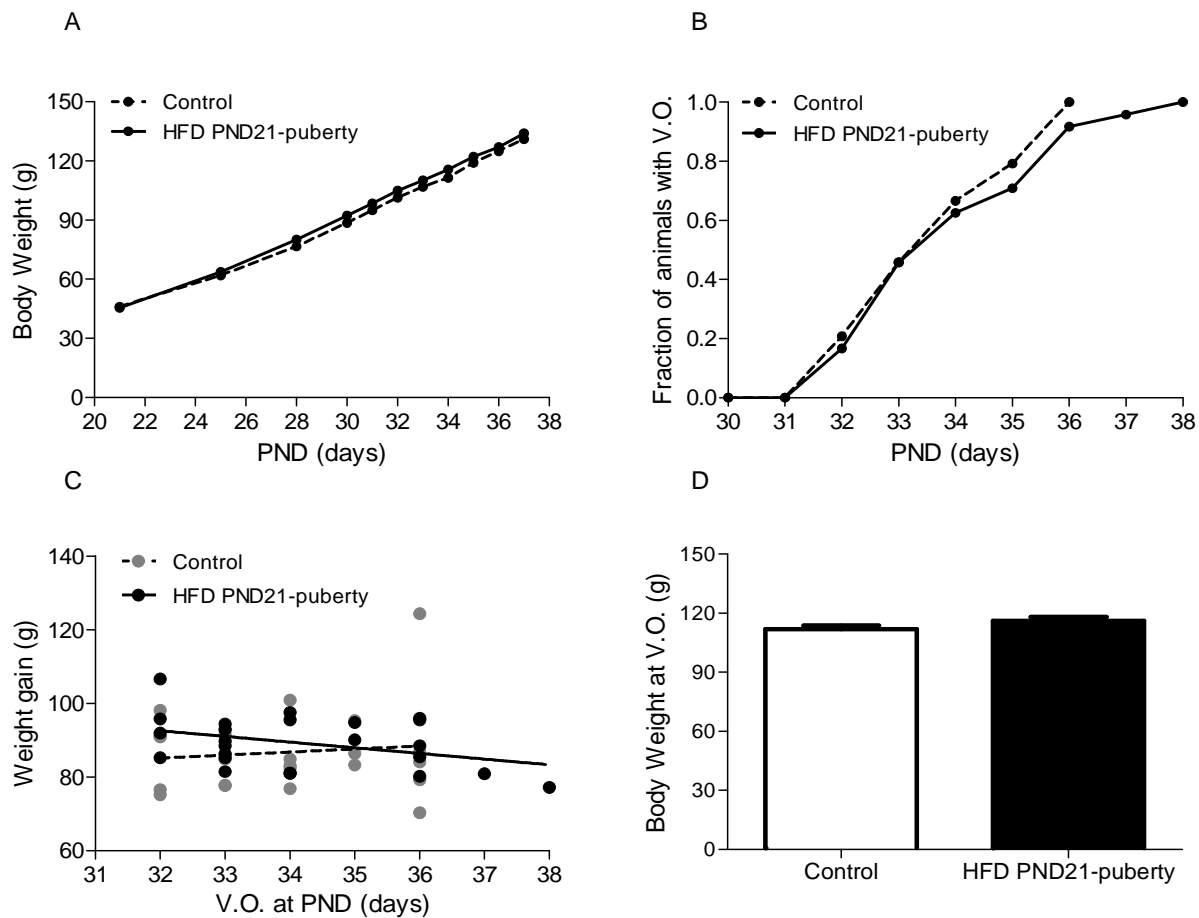 A
Control
HFD PND21-puberty
150
120
90
60
30
0
Body Weight (g)
20 22 24 26 28 30 32 34 36 38
PND (days)
B
Control
HFD PND21-puberty
1.0
0.8
0.6
0.4
0.2
0.0
Fraction of animals with V.O.
30 31 32 33 34 35 36 37 38
PND (days)
C
Control
HFD PND21-puberty
140
120
100
80
60
Weight gain (g)
31 32 33 34 35 36 37 38
V.O. at PND (days)
D
150
120
90
60
30
0
Body Weight at V.O. (g)
Control HFD PND21-puberty